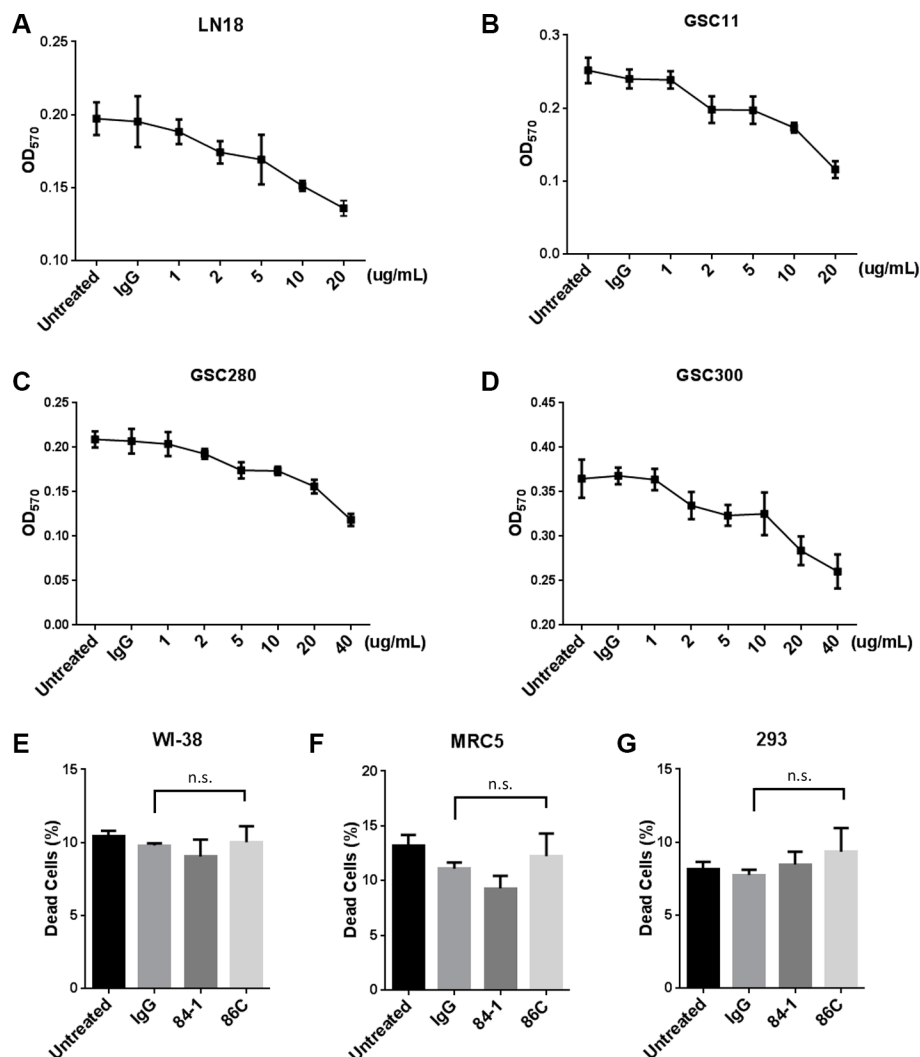 A
LN18
OD570
0.25
0.20
0.15
0.10
Untreated
IgG
1
2
5
10
20
(ug/mL)
B
GSC11
OD570
0.3
0.2
0.1
0.0
Untreated
IgG
1
2
5
10
20
(ug/mL)
C
GSC280
OD570
0.25
0.20
0.15
0.10
0.05
0.00
Untreated
IgG
1
2
5
10
20
40
(ug/mL)
D
GSC300
OD570
0.45
0.40
0.35
0.30
0.25
0.20
Untreated
IgG
1
2
5
10
20
40
(ug/mL)
E
WI-38
n.s.
Dead Cells (%)
15
10
5
0
Untreated
IgG
84-1
86C
F
MRC5
n.s.
Dead Cells (%)
20
15
10
5
0
Untreated
IgG
84-1
86C
G
293
n.s.
Dead Cells (%)
15
10
5
0
Untreated
IgG
84-1
86C